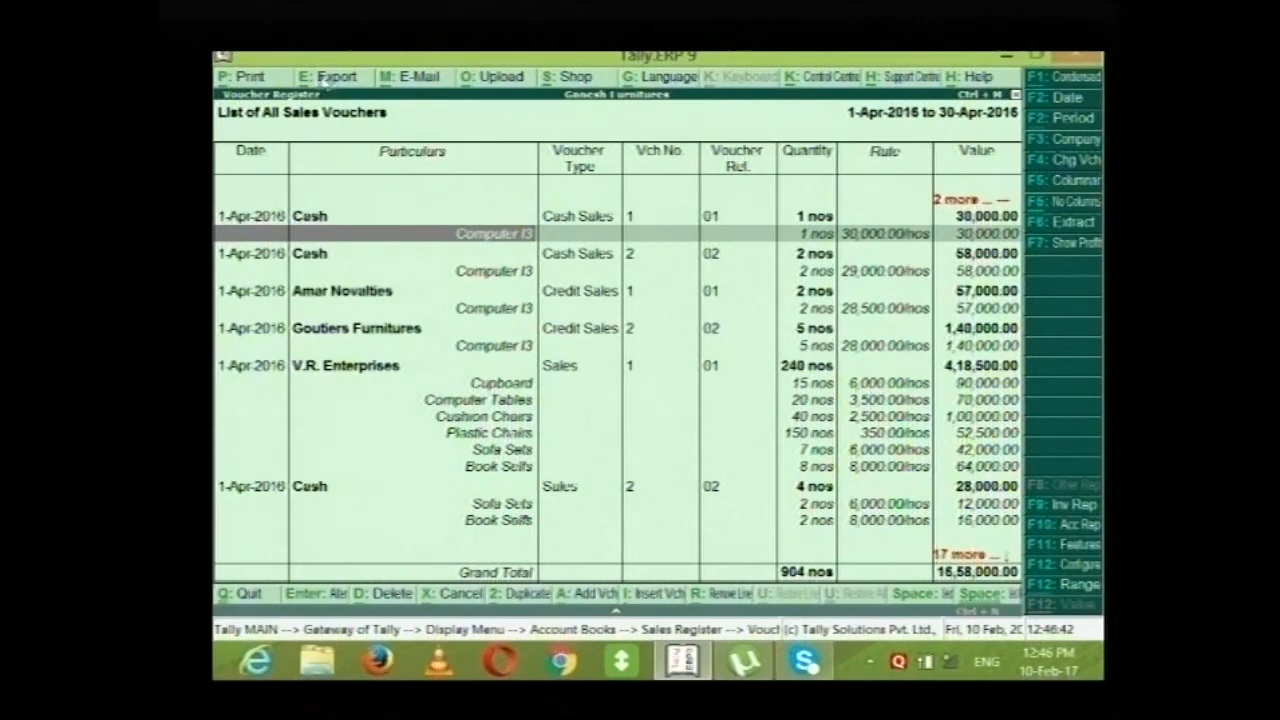 Tally.ERP 9
P: Print E: Export M: E-Mail O: Upload S: Shop G: Language K: Keyboard K: Control Centre H: Support Centre H: Help F1: Condensed
Voucher Register Ganesh Furnitures Ctrl + M
List of All Sales Vouchers 1-Apr-2016 to 30-Apr-2016
F2: Date
F2: Period
F3: Company
F4: Chg Vch
F5: Columnar
F5: No Columns
F6: Extract
F7: Show Profit
Date Particulars Voucher Type Vch No. Voucher Ref. Quantity Rate Value
2 more ...
1-Apr-2016 Cash Cash Sales 1 01 1 nos 30,000.00
Computer I3 1 nos 30,000.00/nos 30,000.00
1-Apr-2016 Cash Cash Sales 2 02 2 nos 58,000.00
Computer I3 2 nos 29,000.00/nos 58,000.00
1-Apr-2016 Amar Novalties Credit Sales 1 01 2 nos 57,000.00
Computer I3 2 nos 28,500.00/nos 57,000.00
1-Apr-2016 Goutiers Furnitures Credit Sales 2 02 5 nos 1,40,000.00
Computer I3 5 nos 28,000.00/nos 1,40,000.00
1-Apr-2016 V.R. Enterprises Sales 1 01 240 nos 4,18,500.00
Cupboard 15 nos 6,000.00/nos 90,000.00
Computer Tables 20 nos 3,500.00/nos 70,000.00
Cushion Chairs 40 nos 2,500.00/nos 1,00,000.00
Plastic Chairs 150 nos 350.00/nos 52,500.00
Sofa Sets 7 nos 6,000.00/nos 42,000.00
Book Selfs 8 nos 8,000.00/nos 64,000.00
1-Apr-2016 Cash Sales 2 02 4 nos 28,000.00
Sofa Sets 2 nos 6,000.00/nos 12,000.00
Book Selfs 2 nos 8,000.00/nos 16,000.00
17 more ...
Grand Total 904 nos 16,58,000.00
F8:
F9: Inv Rep
F10: Acc Rep
F11: Features
F12: Configure
F12: Range
F12: Value
Q: Quit Enter: Alter D: Delete X: Cancel 2: Duplicate A: Add Vch I: Insert Vch R: Remove Line U: U: Space: Space:
Ctrl + N
Tally MAIN --> Gateway of Tally --> Display Menu --> Account Books --> Sales Register --> Voucl (c) Tally Solutions Pvt. Ltd., Fri, 10 Feb, 20 12:46:42
ENG 12:46 PM
10-Feb-17